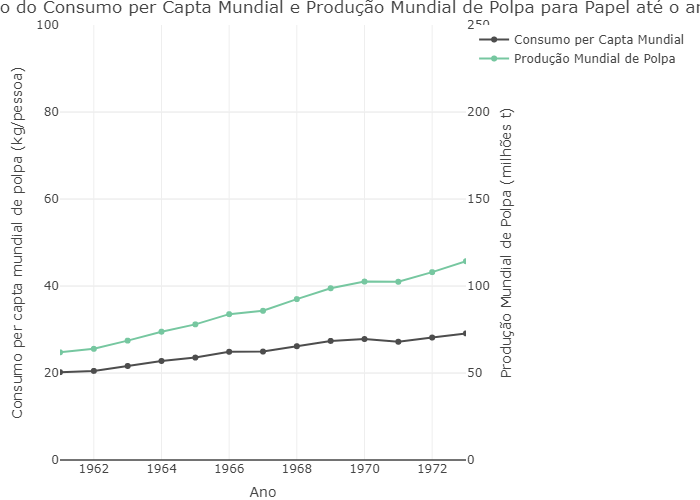 o do Consumo per Capta Mundial e Produção Mundial de Polpa para Papel até o a
Consumo per Capta Mundial
Produção Mundial de Polpa
Consumo per capta mundial de polpa (kg/pessoa)
100
80
60
40
20
0
250
200
150
100
50
0
Produção Mundial de Polpa (milhões t)
1962 1964 1966 1968 1970 1972
Ano